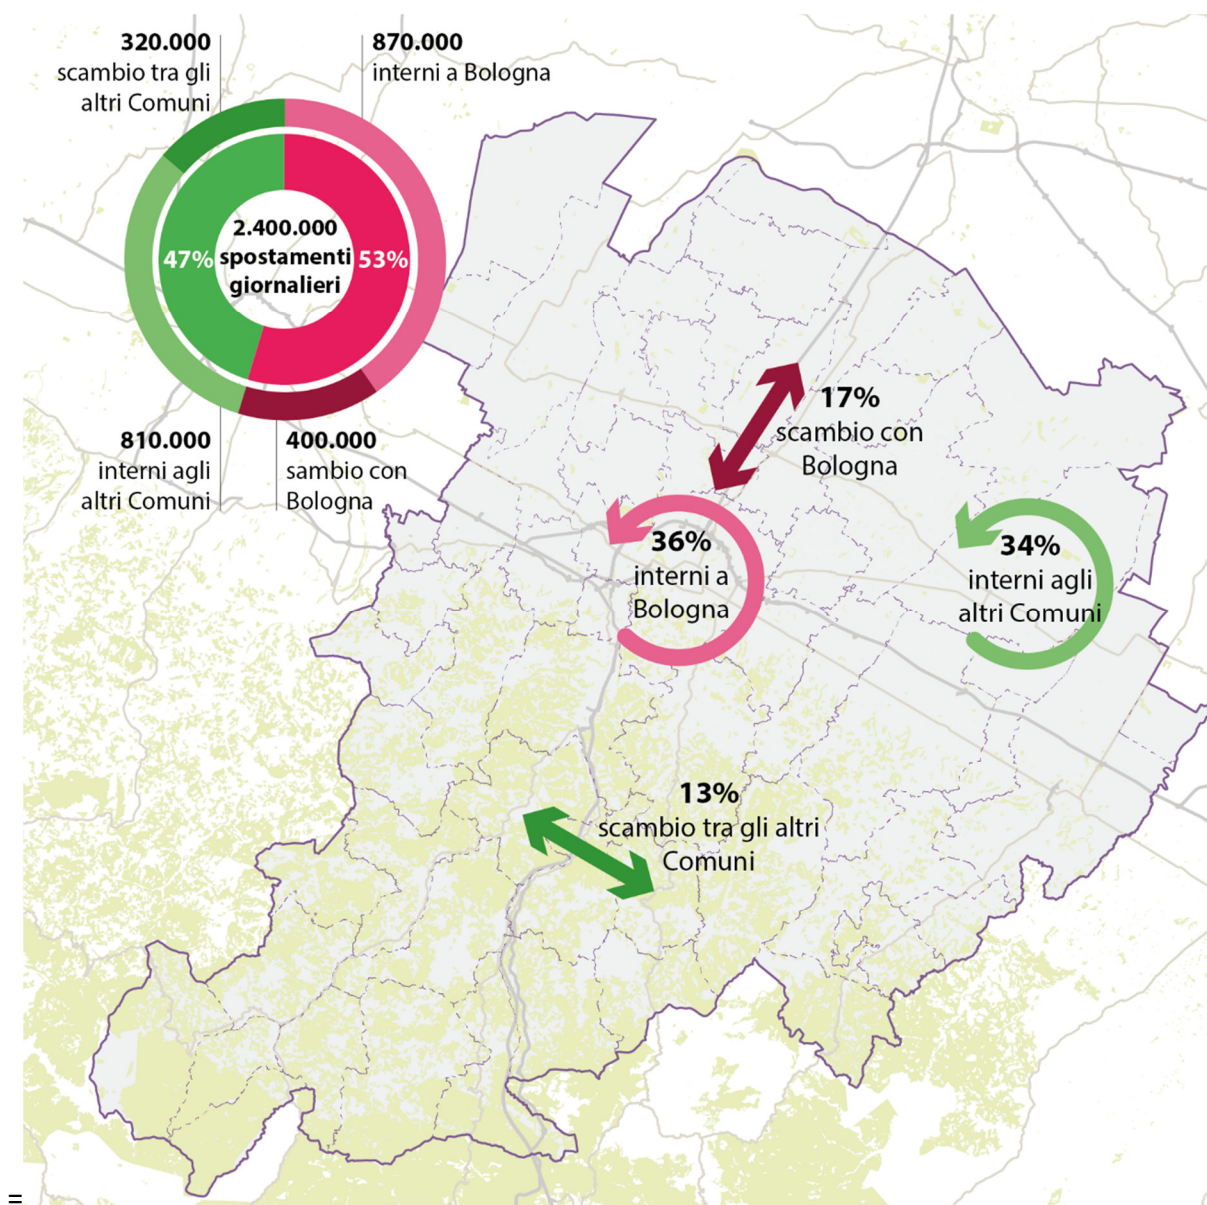 320.000
scambio tra gli
altri Comuni
870.000
interni a Bologna
2.400.000
spostamenti
giornalieri
47%
53%
810.000
interni agli
altri Comuni
400.000
sambio con
Bologna
17%
scambio con
Bologna
36%
interni a
Bologna
34%
interni agli
altri Comuni
13%
scambio tra gli altri
Comuni
=